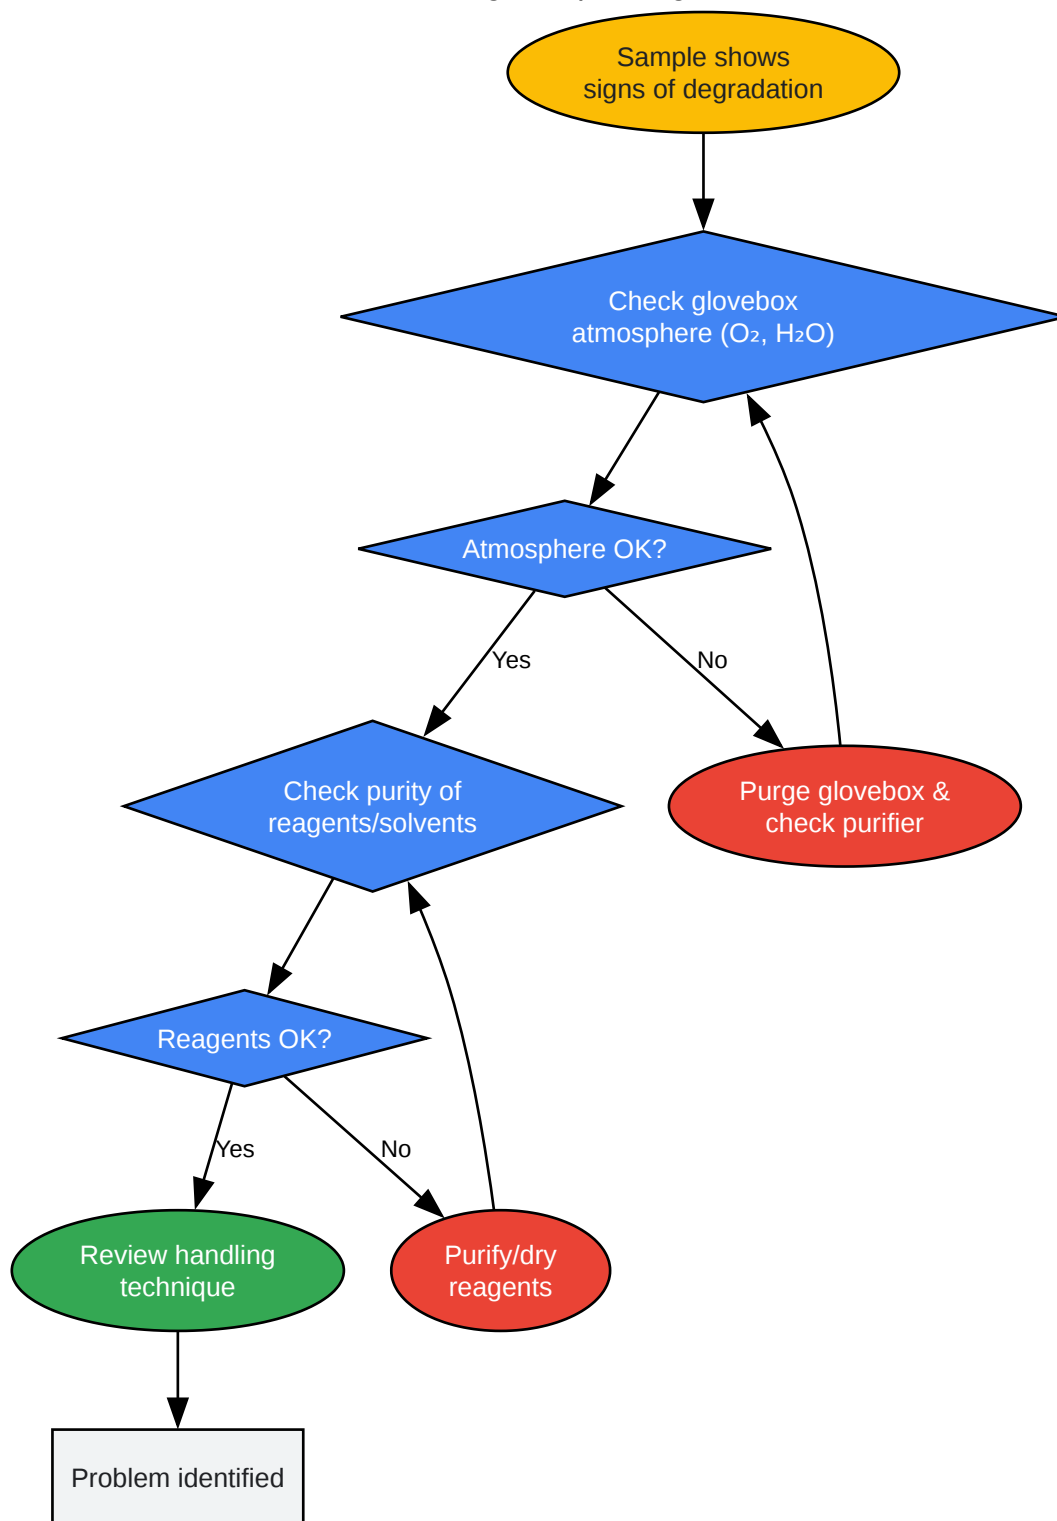 Sample shows
signs of degradation
Check glovebox
atmosphere (O₂, H₂O)
Atmosphere OK?
Yes
No
Check purity of
reagents/solvents
Purge glovebox &
check purifier
Reagents OK?
Yes
No
Review handling
technique
Purify/dry
reagents
Problem identified